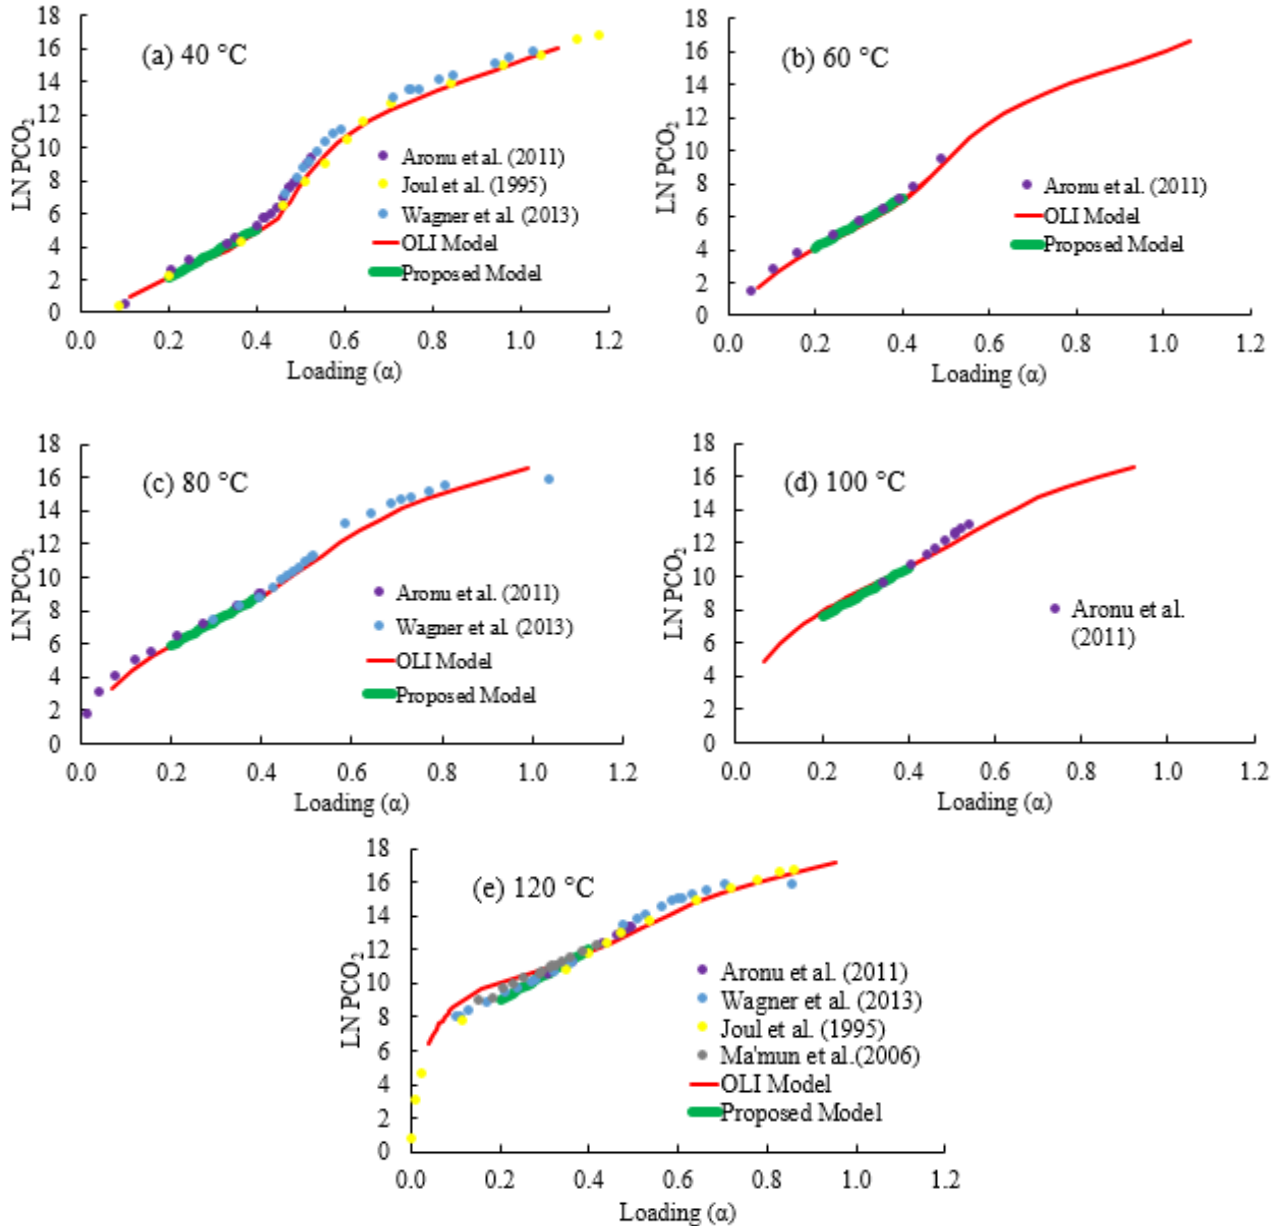 (a) 40 °C
LN PCO2
18
16
14
12
10
8
6
4
2
0
0.0 0.2 0.4 0.6 0.8 1.0 1.2
Loading (α)
Aronu et al. (2011)
Joul et al. (1995)
Wagner et al. (2013)
OLI Model
Proposed Model
(b) 60 °C
LN PCO2
18
16
14
12
10
8
6
4
2
0
0.0 0.2 0.4 0.6 0.8 1.0 1.2
Loading (α)
Aronu et al. (2011)
OLI Model
Proposed Model
(c) 80 °C
LN PCO2
18
16
14
12
10
8
6
4
2
0
0.0 0.2 0.4 0.6 0.8 1.0 1.2
Loading (α)
Aronu et al. (2011)
Wagner et al. (2013)
OLI Model
Proposed Model
(d) 100 °C
LN PCO2
18
16
14
12
10
8
6
4
2
0
0.0 0.2 0.4 0.6 0.8 1.0 1.2
Loading (α)
Aronu et al.
(2011)
(e) 120 °C
LN PCO2
18
16
14
12
10
8
6
4
2
0
0.0 0.2 0.4 0.6 0.8 1.0 1.2
Loading (α)
Aronu et al. (2011)
Wagner et al. (2013)
Joul et al. (1995)
Ma'mun et al.(2006)
OLI Model
Proposed Model